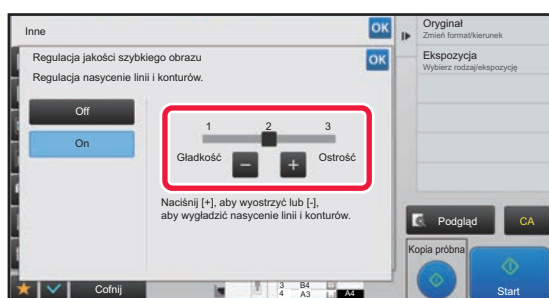 Inne
OK
Regulacja jakości szybkiego obrazu
OK
Regulacja nasycenie linii i konturów.
Off
On
1 2 3
Gładkość - + Ostrość
Naciśnij [+], aby wyostrzyć lub [-],
aby wygładzić nasycenie linii i konturów.
Cofnij
3 B4
4 A3 A4
Oryginał
Zmień format/kierunek
Ekspozycja
Wybierz rodzaj/ekspozycję
Podgląd
CA
Kopia próbna
Start